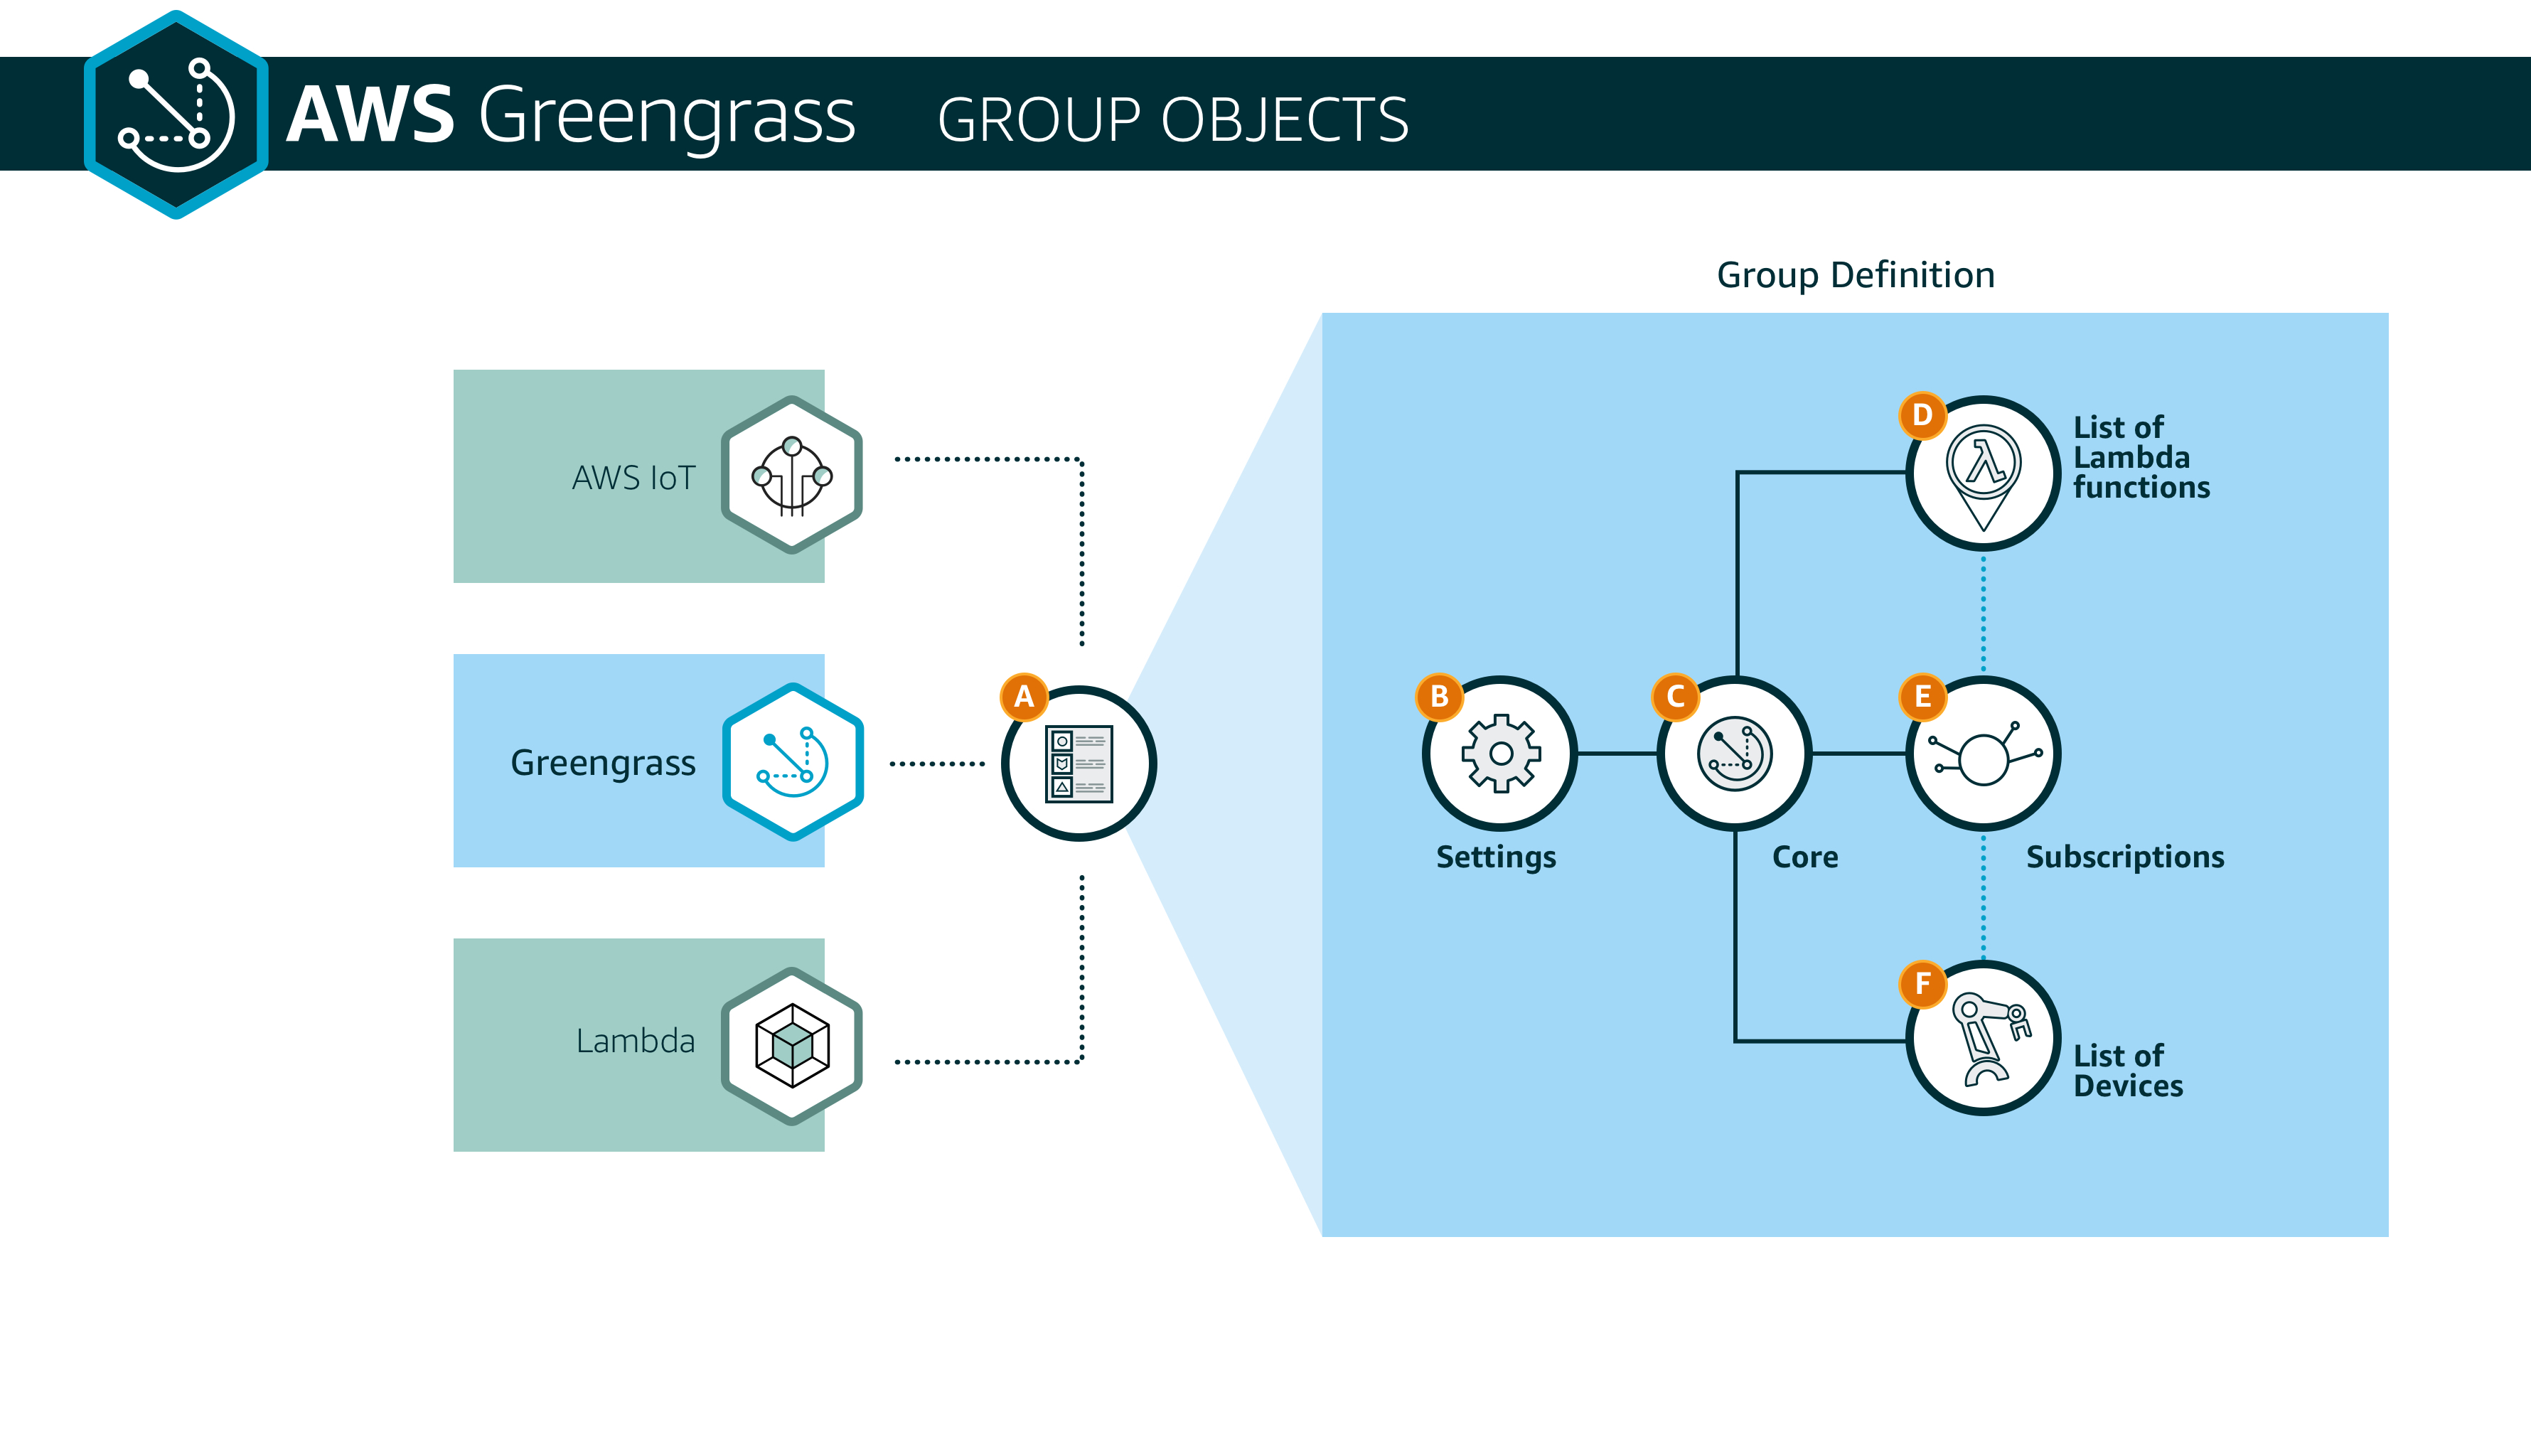 AWS Greengrass GROUP OBJECTS
Group Definition
AWS IoT
Greengrass
Lambda
A
B
Settings
C
Core
D
List of
Lambda
functions
E
Subscriptions
F
List of
Devices